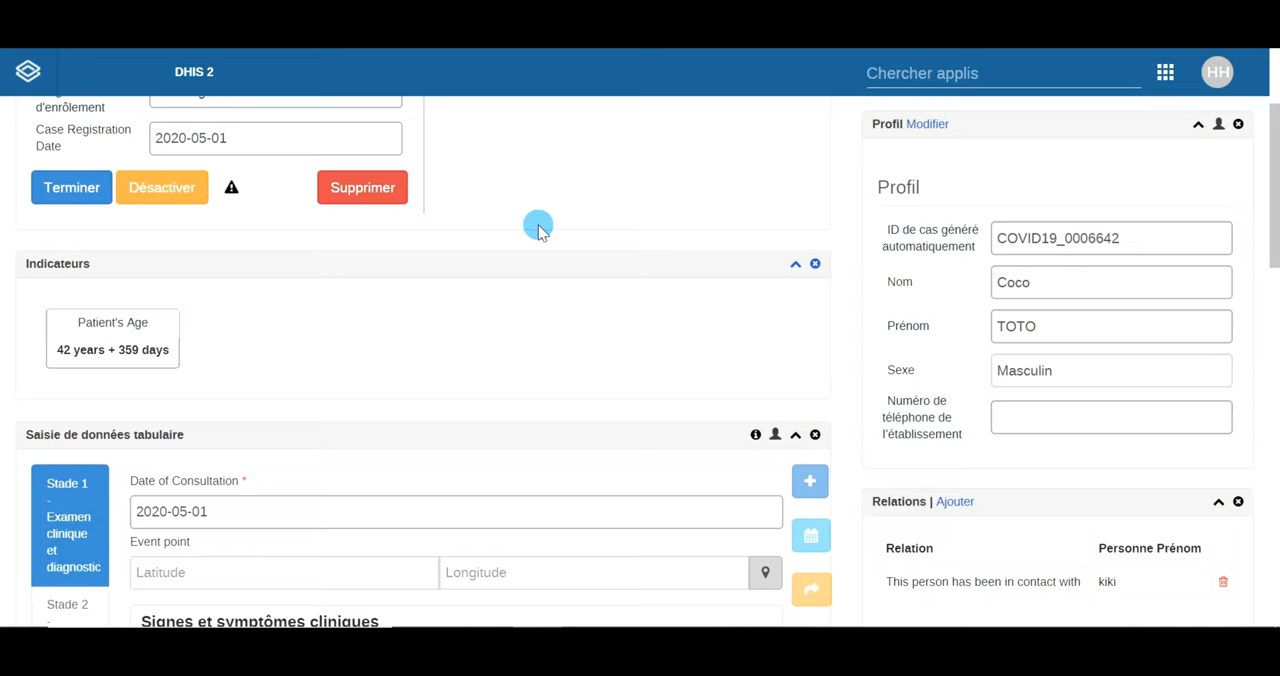 DHIS 2
Chercher applis
HH
d'enrôlement
Case Registration
Date
2020-05-01
Terminer
Désactiver
Supprimer
Indicateurs
Patient's Age
42 years + 359 days
Saisie de données tabulaire
Stade 1
-
Examen
clinique
et
diagnostic
Stade 2
-
Date of Consultation *
2020-05-01
Event point
Latitude
Longitude
Signes et symptômes cliniques
Profil Modifier
Profil
ID de cas généré
automatiquement
COVID19_0006642
Nom
Coco
Prénom
TOTO
Sexe
Masculin
Numéro de
téléphone de
l'établissement
Relations | Ajouter
Relation
Personne Prénom
This person has been in contact with
kiki